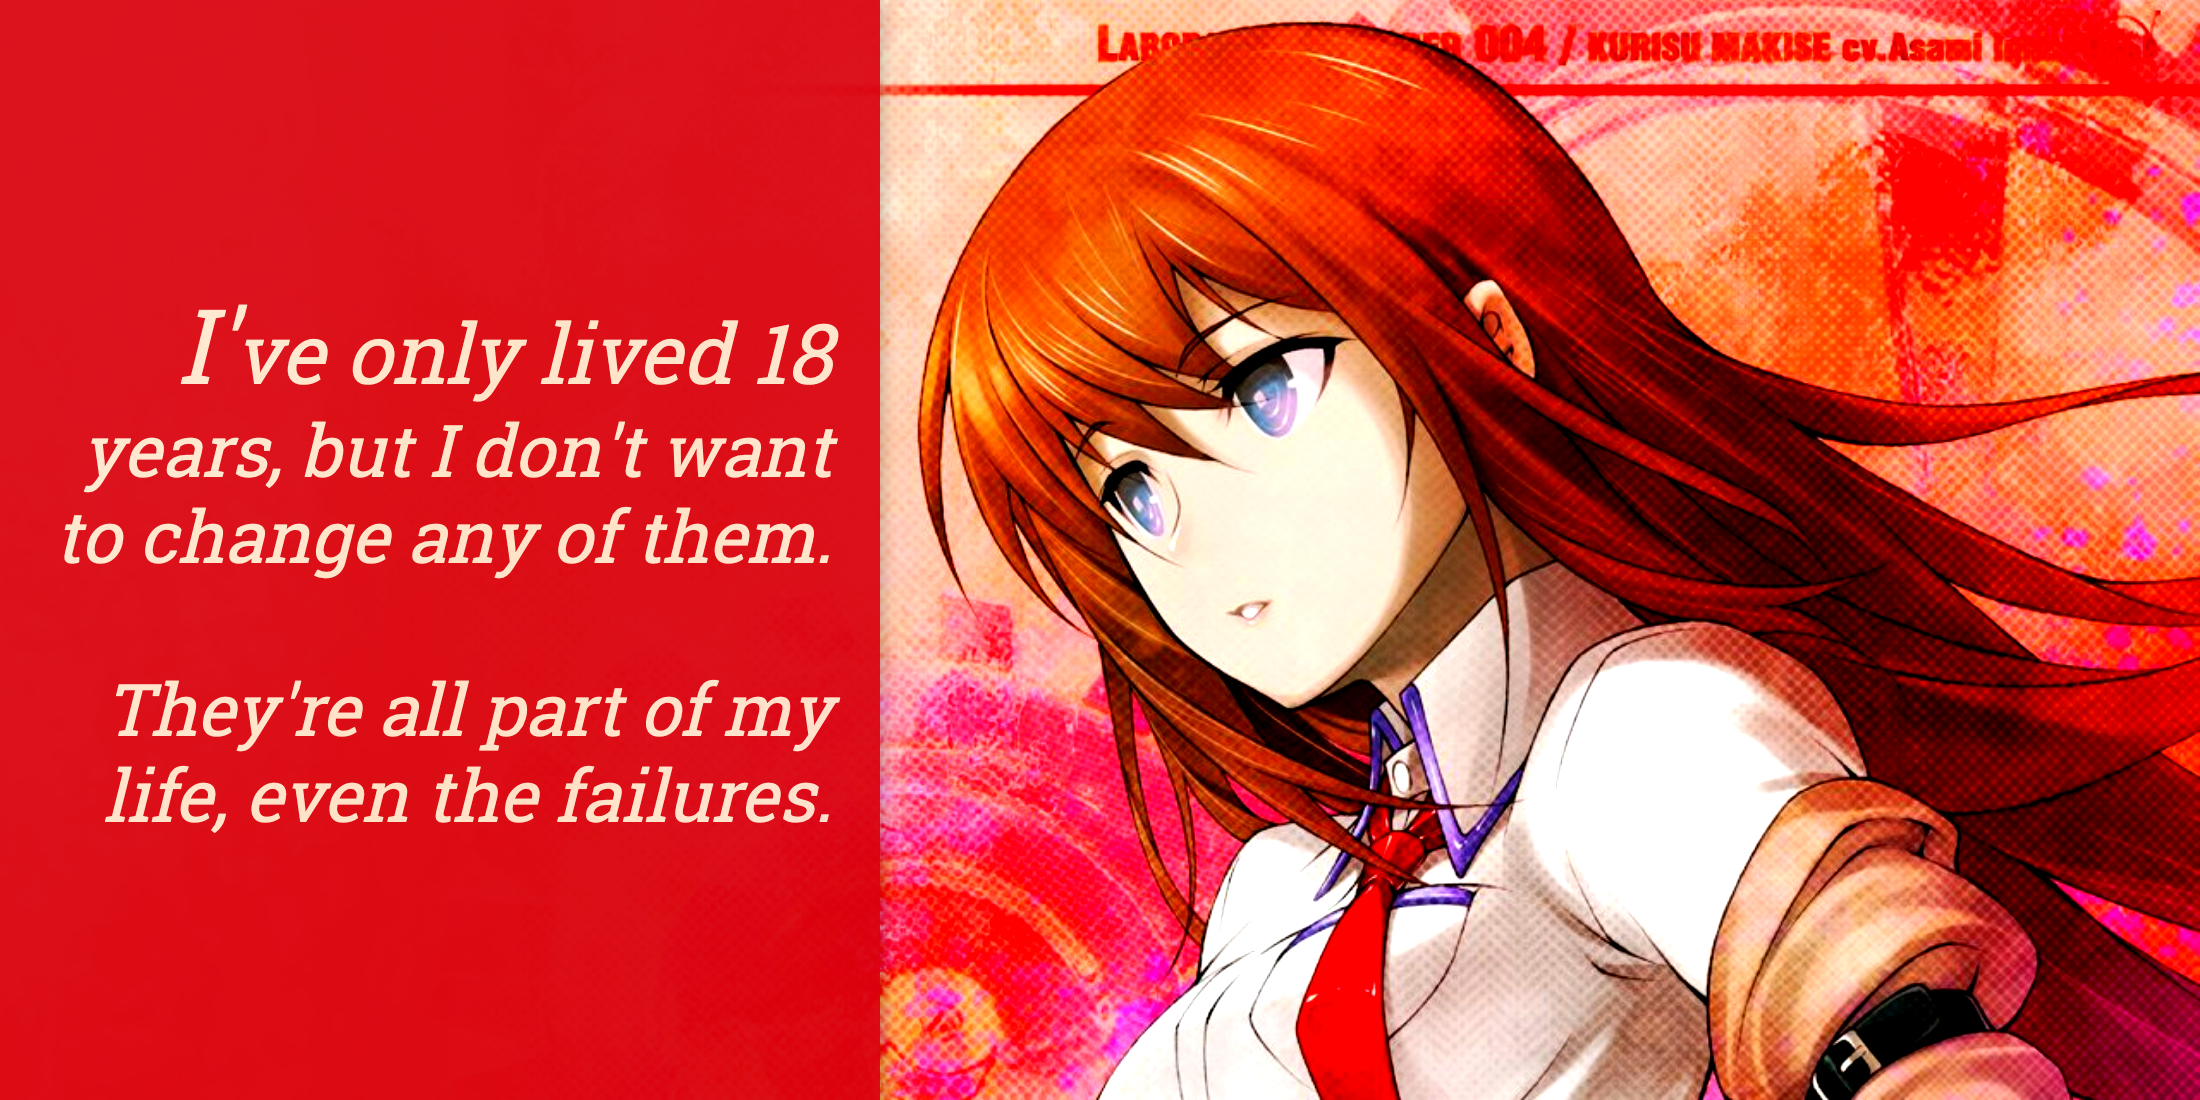 004 / KURISU MAKISE cv.Asami
I've only lived 18
years, but I don't want
to change any of them.
They're all part of my
life, even the failures.